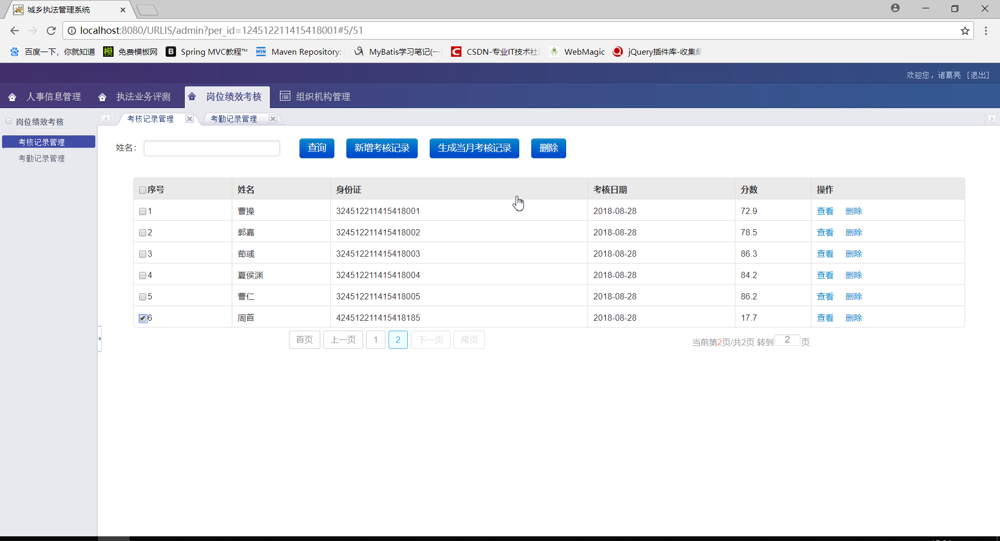 城乡执法管理系统
localhost:8080/URLIS/admin?per_id=124512211415418001#5/51
百度一下，你就知道 免费模板网 Spring MVC教程™ Maven Repository: MyBatis学习笔记(一 CSDN-专业IT技术社 WebMagic jQuery插件库-收集最
欢迎您，诸葛亮 [退出]
人事信息管理 执法业务评测 岗位绩效考核 组织机构管理
岗位绩效考核
考核记录管理
考勤记录管理
考核记录管理 考勤记录管理
姓名： 查询 新增考核记录 生成当月考核记录 删除
序号 姓名 身份证 考核日期 分数 操作
1 曹操 324512211415418001 2018-08-28 72.9 查看 删除
2 郭嘉 324512211415418002 2018-08-28 78.5 查看 删除
3 荀彧 324512211415418003 2018-08-28 86.3 查看 删除
4 夏侯渊 324512211415418004 2018-08-28 84.2 查看 删除
5 曹仁 324512211415418005 2018-08-28 86.2 查看 删除
6 周首 424512211415418185 2018-08-28 17.7 查看 删除
首页 上一页 1 2 下一页 尾页 当前第2页/共2页 转到 2 页